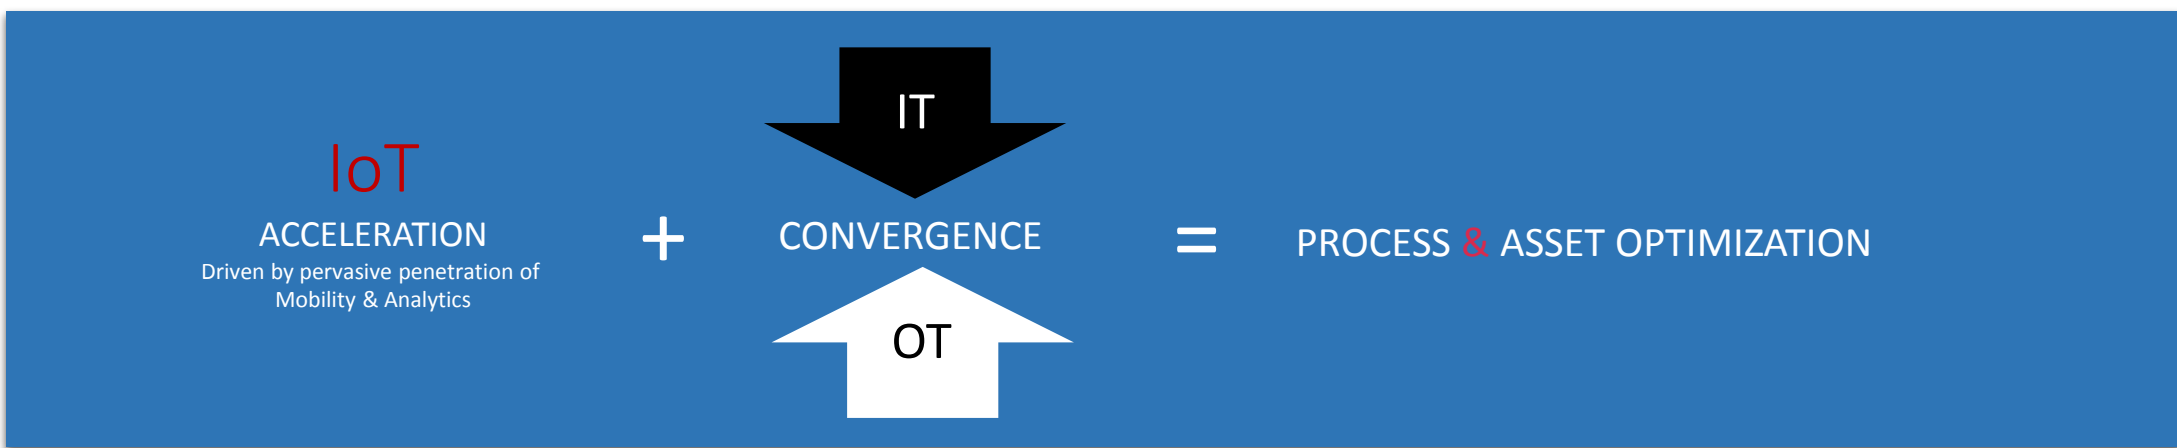 IoT
ACCELERATION
Driven by pervasive penetration of
Mobility & Analytics
+
IT
CONVERGENCE
OT
=
PROCESS & ASSET OPTIMIZATION